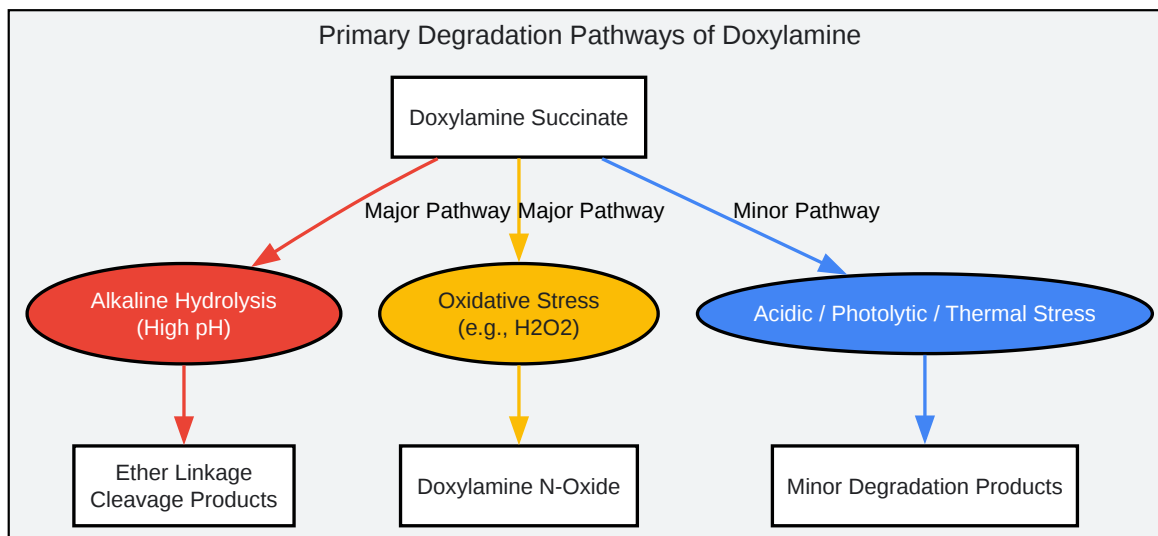 Primary Degradation Pathways of Doxylamine
Doxylamine Succinate
Major Pathway
Major Pathway
Minor Pathway
Alkaline Hydrolysis
(High pH)
Oxidative Stress
(e.g., H2O2)
Acidic / Photolytic / Thermal Stress
Ether Linkage
Cleavage Products
Doxylamine N-Oxide
Minor Degradation Products